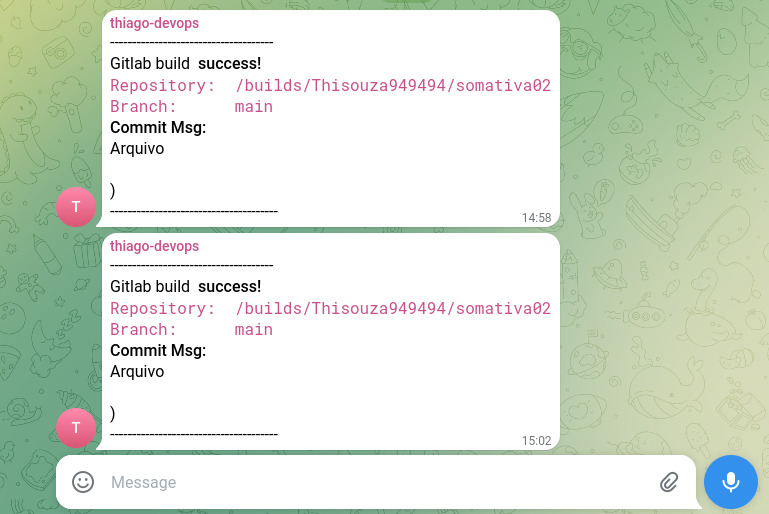 thiago-devops
-------------------------------------
Gitlab build  success!
Repository:  /builds/Thisouza949494/somativa02
Branch:      main
Commit Msg:
Arquivo
)
--------------------------------------
14:58
thiago-devops
-------------------------------------
Gitlab build  success!
Repository:  /builds/Thisouza949494/somativa02
Branch:      main
Commit Msg:
Arquivo
)
--------------------------------------
15:02
T
T
Message